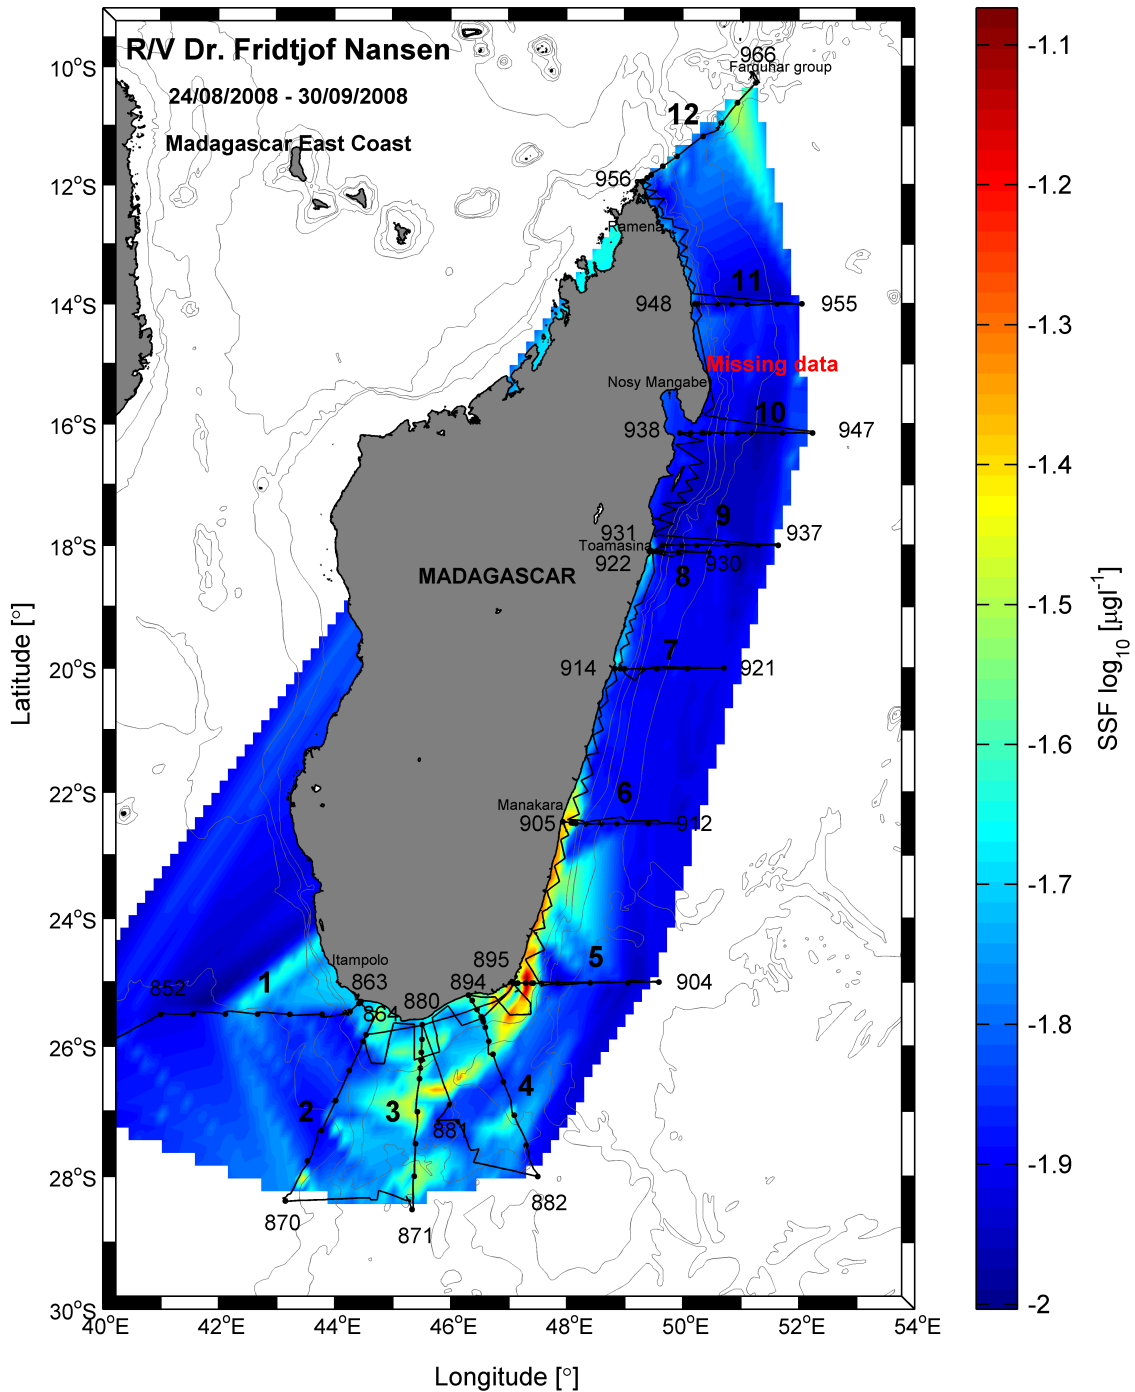 R/V Dr. Fridtjof Nansen
24/08/2008 - 30/09/2008
Madagascar East Coast
966
Farquhar group
12
956
Ramena
11
948
955
Missing data
Nosy Mangabe
10
938
947
9
931
937
Toamasina
922
930
8
MADAGASCAR
7
914
921
6
Manakara
905
912
895
5
Itampolo
1
863
894
904
852
880
864
4
2
3
881
882
870
871
10°S
12°S
14°S
16°S
18°S
20°S
22°S
24°S
26°S
28°S
30°S
40°E
42°E
44°E
46°E
48°E
50°E
52°E
54°E
Latitude [°]
Longitude [°]
-1.1
-1.2
-1.3
-1.4
-1.5
-1.6
-1.7
-1.8
-1.9
-2
SSF log10 [µgl-1]